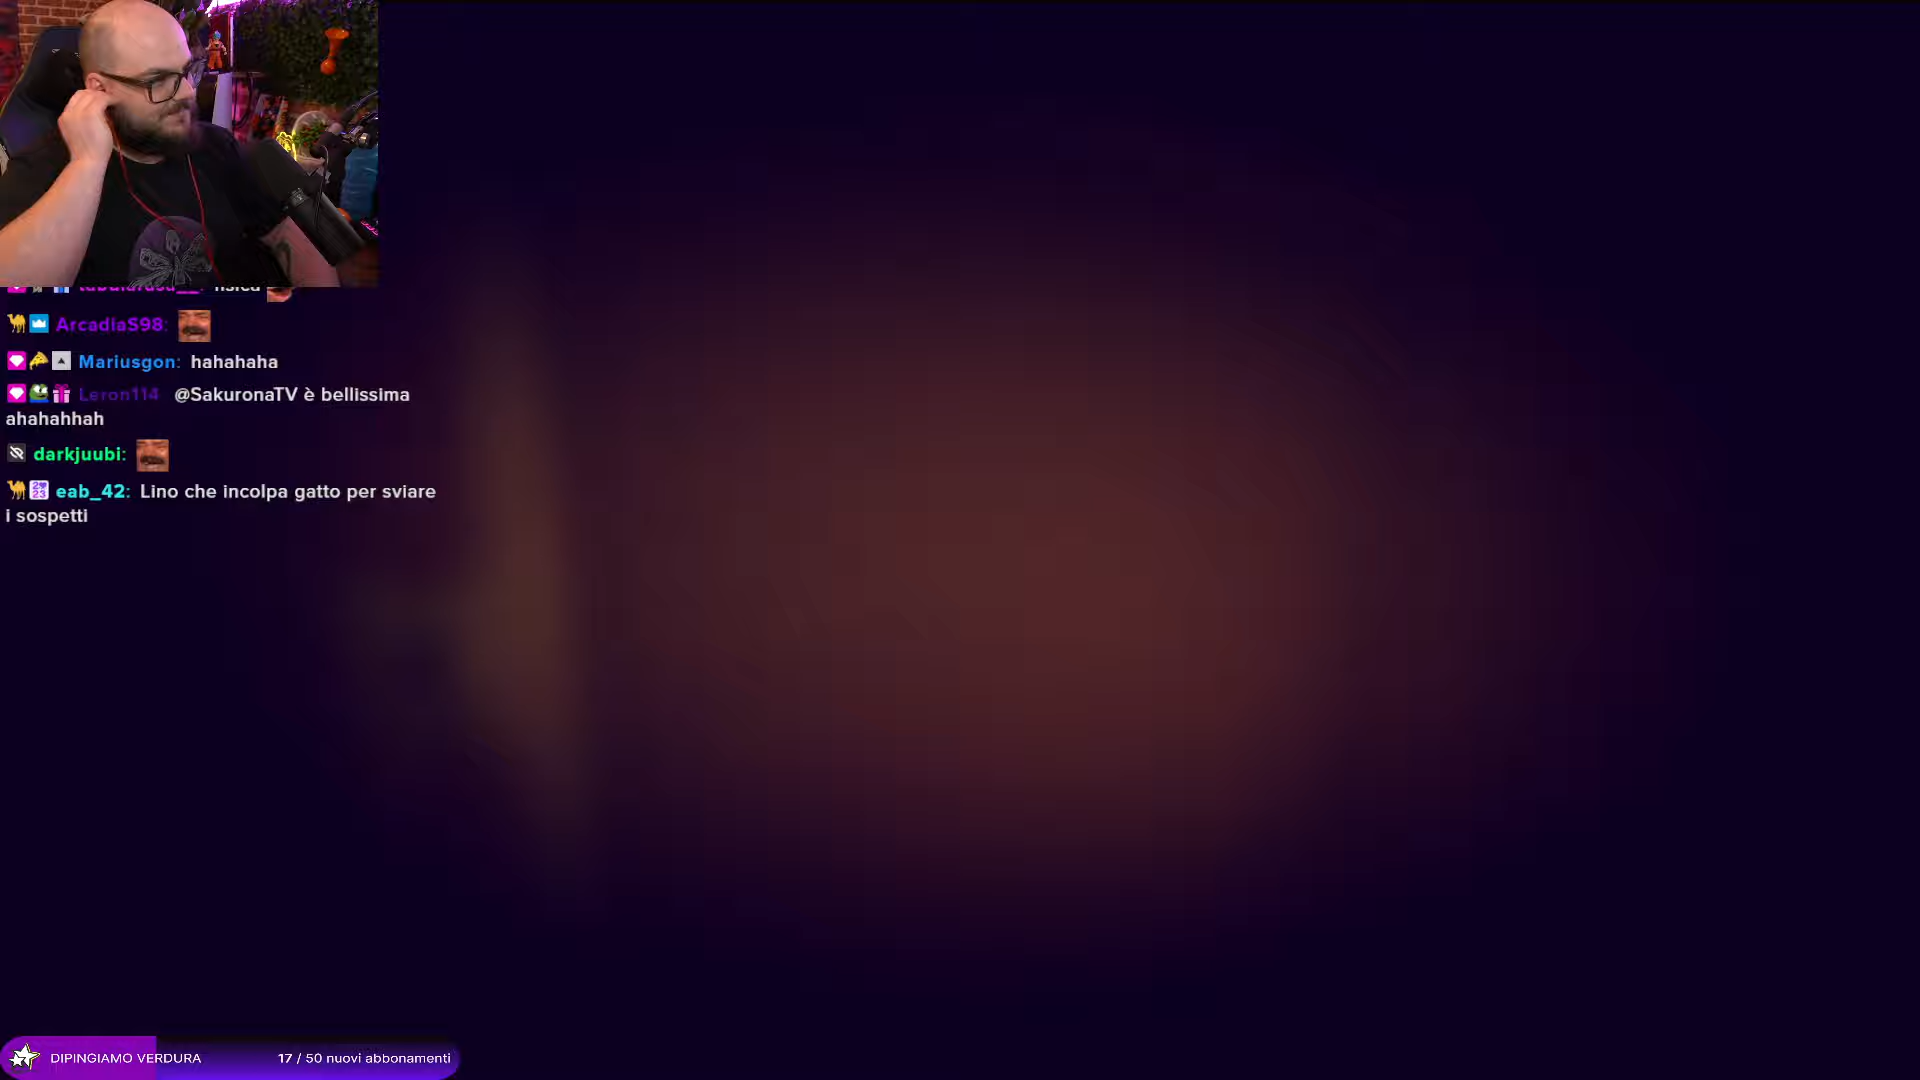 ArcadiaS98:
Mariusgon: hahahaha
Leron114 @SakuronaTV è bellissima
ahahahhah
darkjuubi:
eab_42: Lino che incolpa gatto per sviare
i sospetti
DIPINGIAMO VERDURA 17 / 50 nuovi abbonamenti